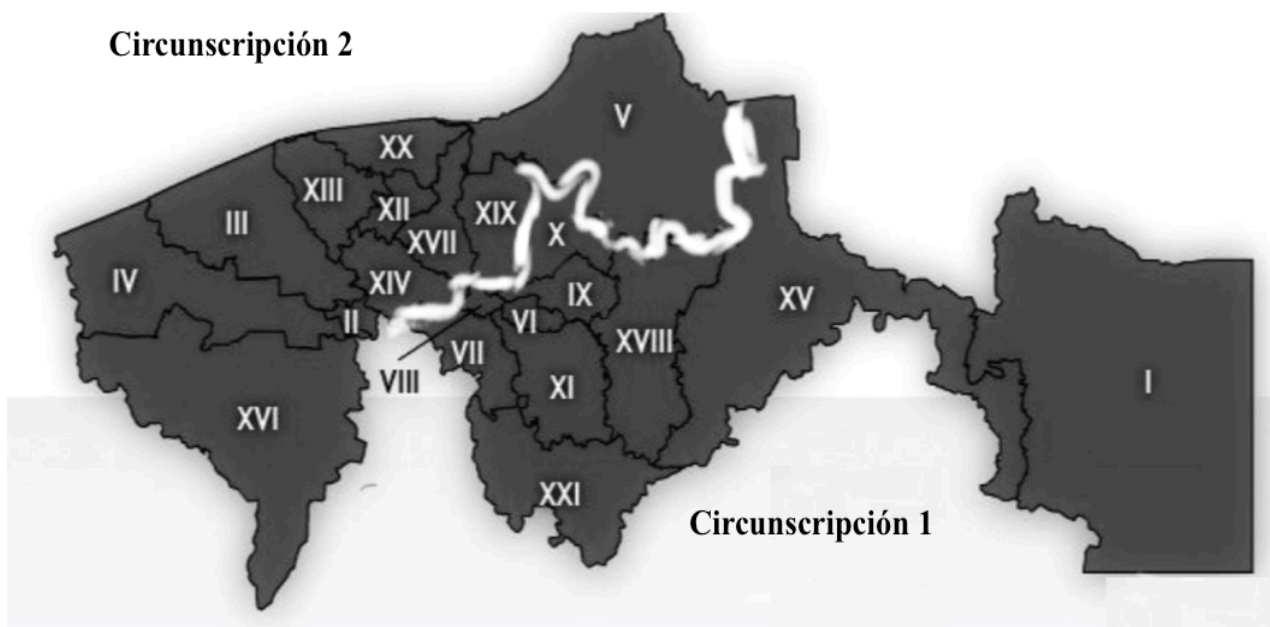 Circunscripción 2
V
XX
XIII
XII
III
XIX
XVII
X
IV
XIV
IX
XV
II
VI
XVIII
VII
VIII
XI
I
XVI
XXI
Circunscripción 1